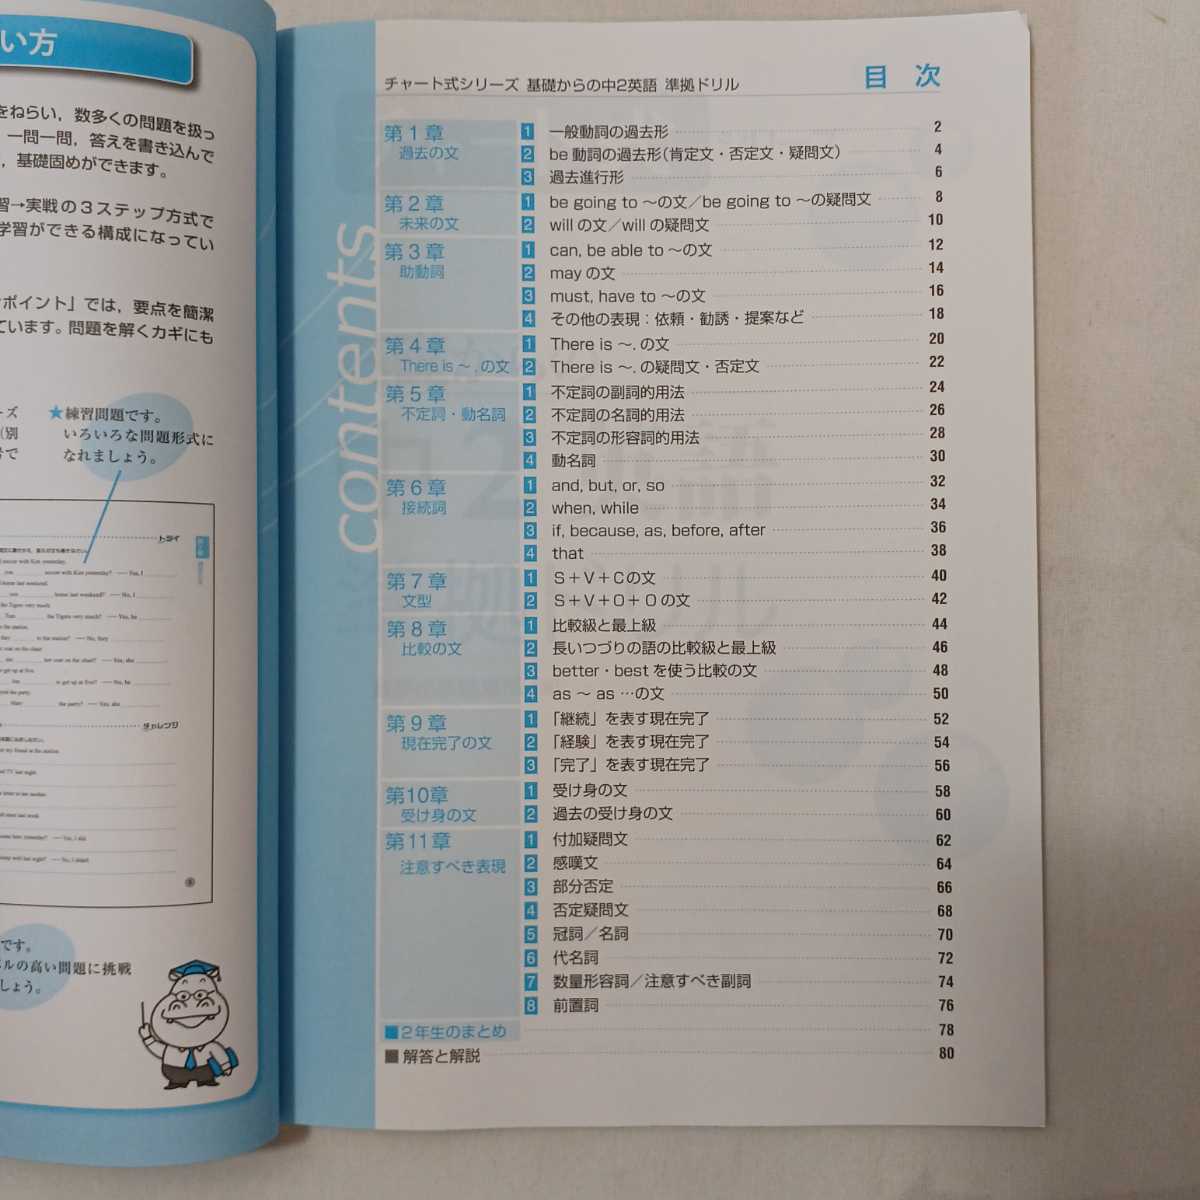 い方
をねらい，数多くの問題を扱っ
一問一問，答えを書き込んで
，基礎固めができます。
習→実戦の３ステップ方式で
学習ができる構成になってい
ポイント」では，要点を簡潔
ています。問題を解くカギにも
ーズ
(別
号で
★練習問題です。
いろいろな問題形式に
なれましょう。
トライ
チャレンジ
です。
ベルの高い問題に挑戦
しょう。
contents
チャート式シリーズ 基礎からの中2英語 準拠ドリル
目 次
第１章
過去の文
1 一般動詞の過去形 2
2 be 動詞の過去形(肯定文・否定文・疑問文) 4
3 過去進行形 6
第２章
未来の文
1 be going to ～の文／be going to ～の疑問文 8
2 will の文／will の疑問文 10
第３章
助動詞
1 can, be able to ～の文 12
2 may の文 14
3 must, have to ～の文 16
4 その他の表現：依頼・勧誘・提案など 18
第４章
There is ～ . の文
1 There is ～. の文 20
2 There is ～. の疑問文・否定文 22
第５章
不定詞・動名詞
1 不定詞の副詞的用法 24
2 不定詞の名詞的用法 26
3 不定詞の形容詞的用法 28
4 動名詞 30
第６章
接続詞
1 and, but, or, so 32
2 when, while 34
3 if, because, as, before, after 36
4 that 38
第７章
文型
1 S＋V＋Cの文 40
2 S＋V＋O＋Oの文 42
第８章
比較の文
1 比較級と最上級 44
2 長いつづりの語の比較級と最上級 46
3 better・best を使う比較の文 48
4 as ～ as …の文 50
第９章
現在完了の文
1 「継続」を表す現在完了 52
2 「経験」を表す現在完了 54
3 「完了」を表す現在完了 56
第10章
受け身の文
1 受け身の文 58
2 過去の受け身の文 60
第11章
注意すべき表現
1 付加疑問文 62
2 感嘆文 64
3 部分否定 66
4 否定疑問文 68
5 冠詞／名詞 70
6 代名詞 72
7 数量形容詞／注意すべき副詞 74
8 前置詞 76
■２年生のまとめ 78
■解答と解説 80